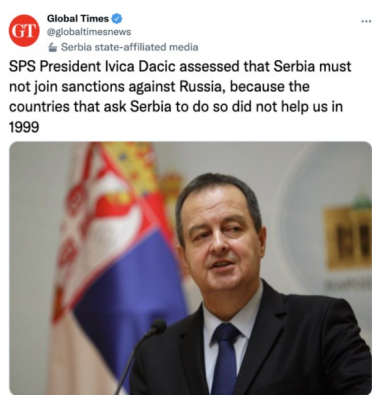 GT
Global Times
@globaltimesnews
Serbia state-affiliated media
SPS President Ivica Dacic assessed that Serbia must
not join sanctions against Russia, because the
countries that ask Serbia to do so did not help us in
1999